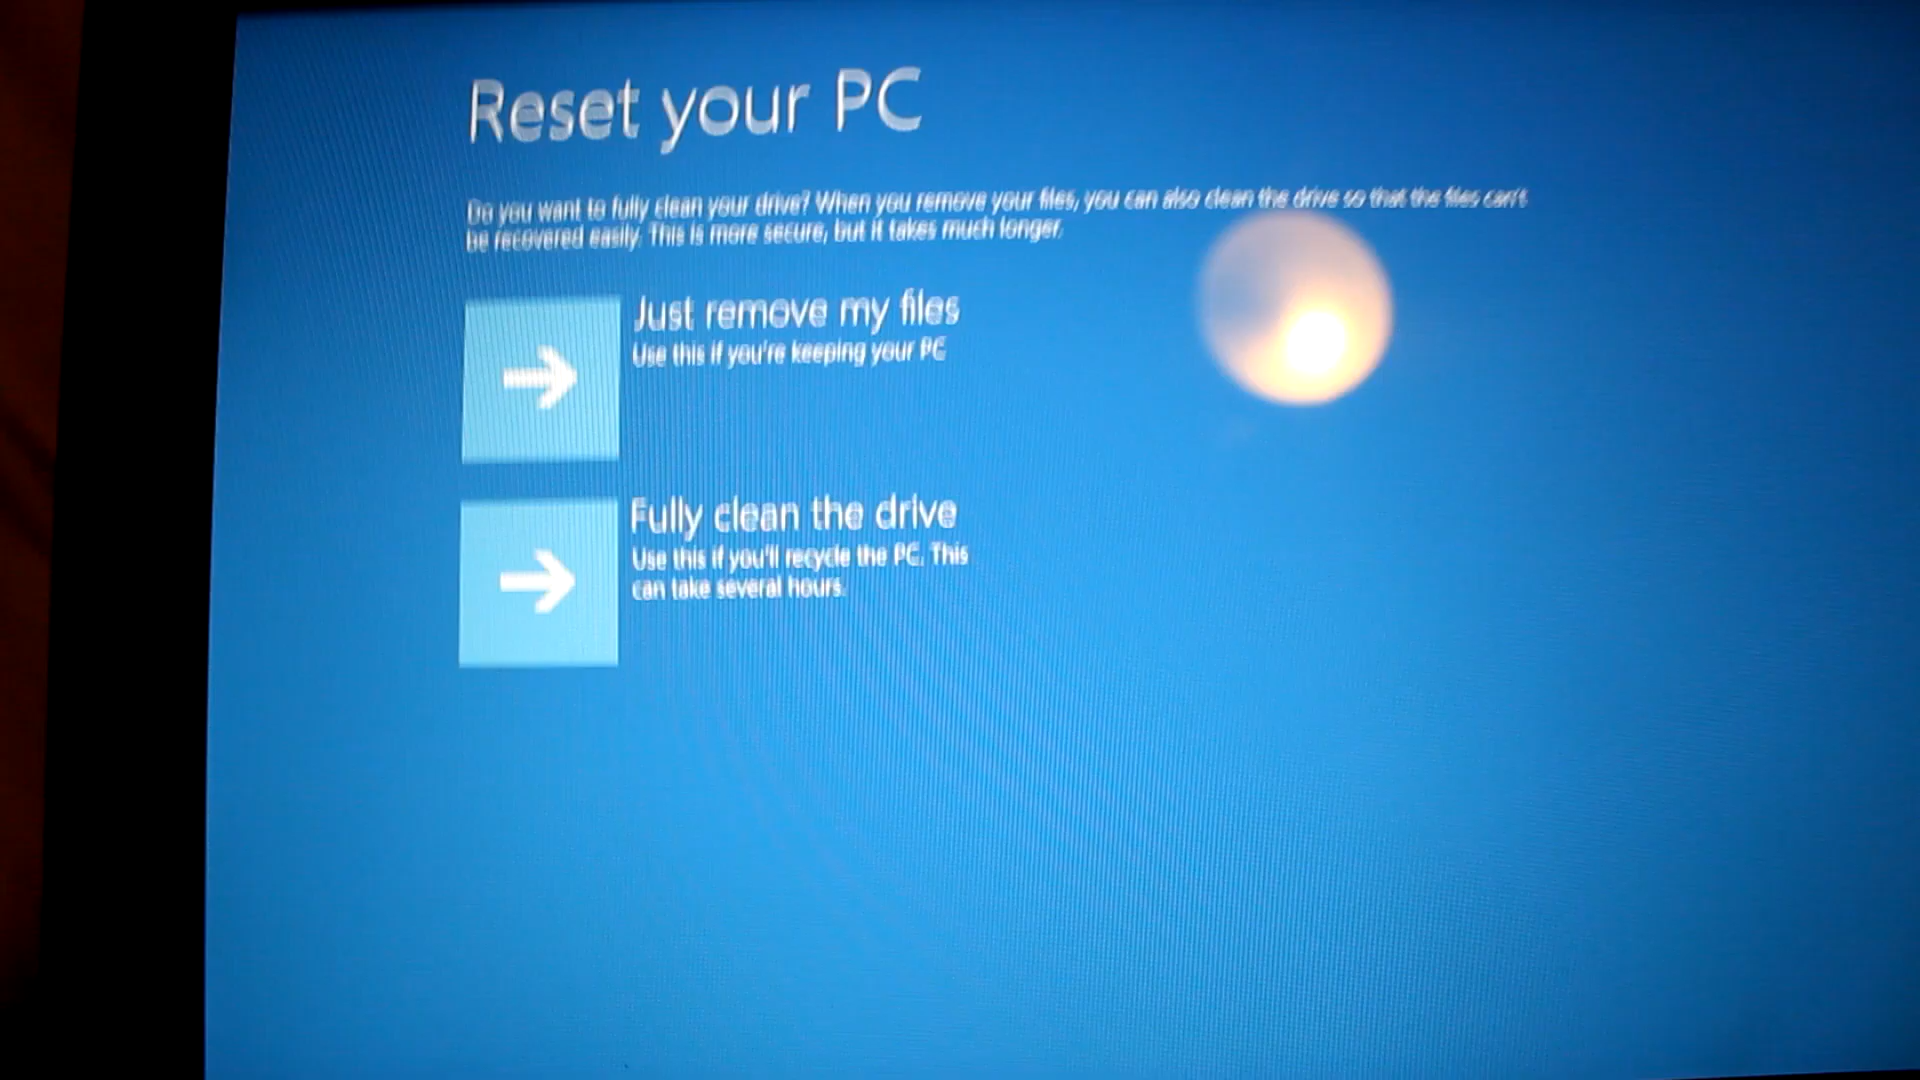 Reset your PC
Do you want to fully clean your drive? When you remove your files, you can also clean the drive so that the files can't
be recovered easily. This is more secure, but it takes much longer.
Just remove my files
Use this if you're keeping your PC
Fully clean the drive
Use this if you'll recycle the PC. This
can take several hours.